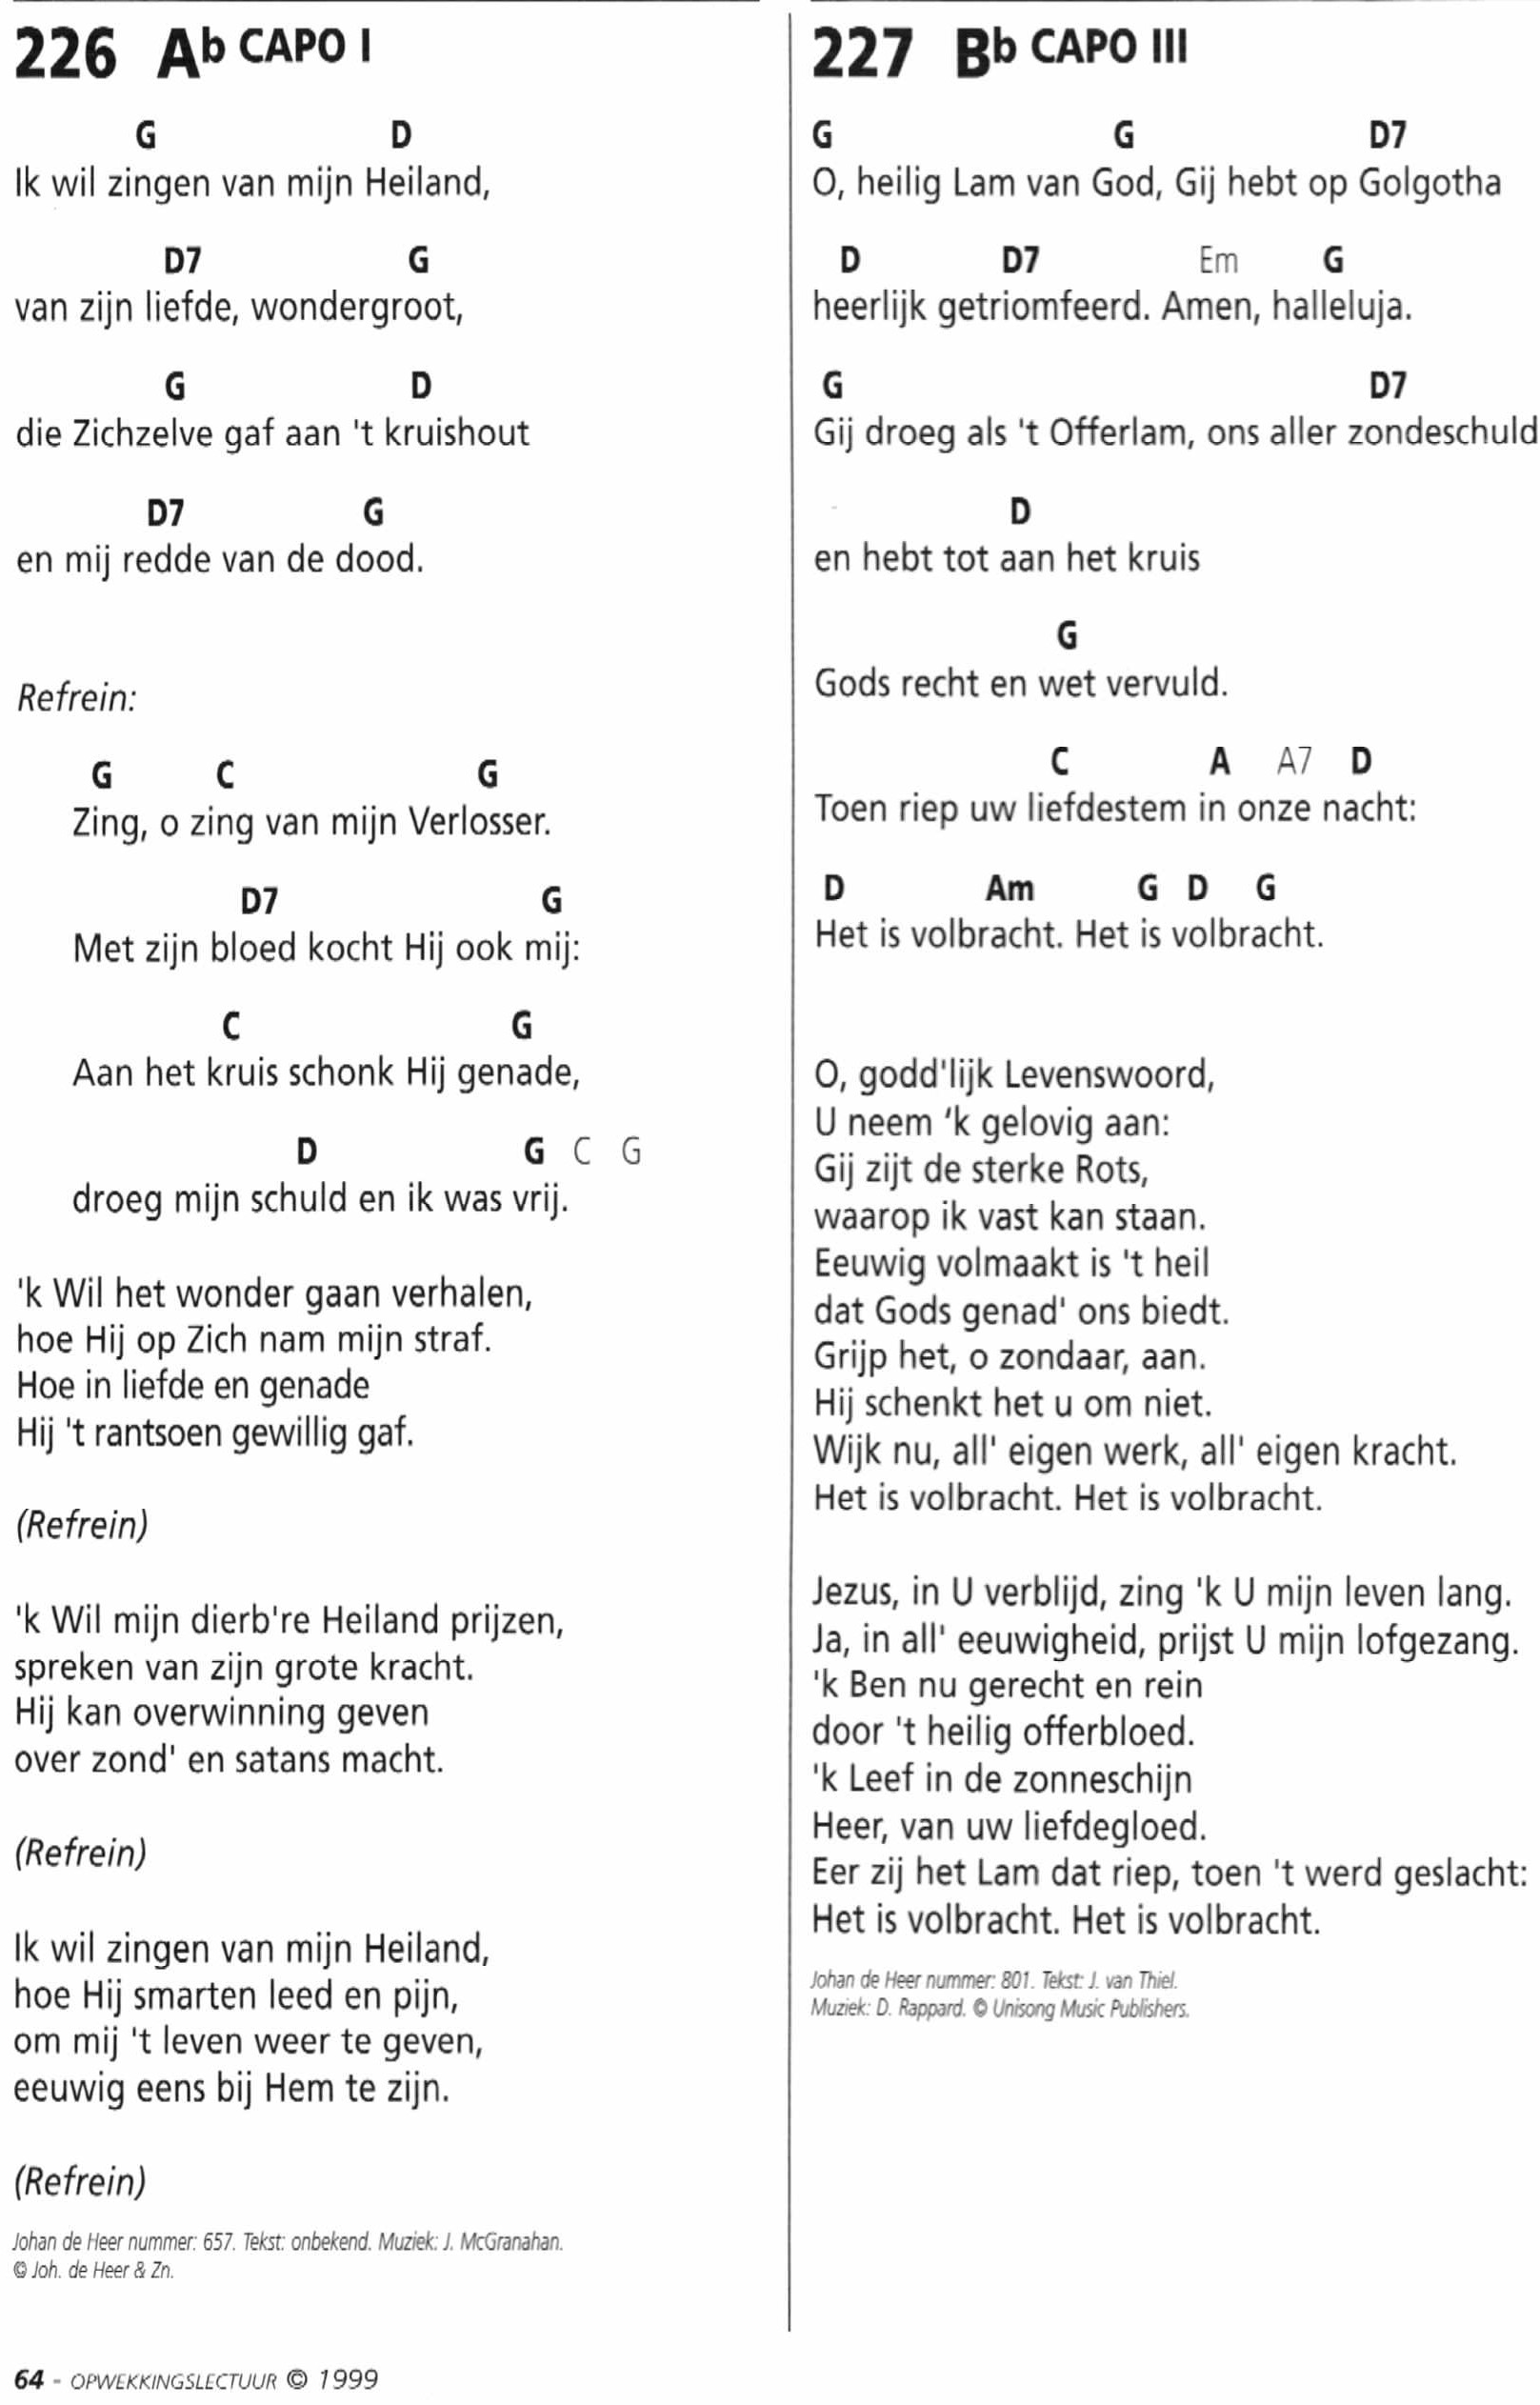 226 Ab CAPO I
G D
Ik wil zingen van mijn Heiland,
D7 G
van zijn liefde, wondergroot,
G D
die Zichzelve gaf aan 't kruishout
D7 G
en mij redde van de dood.
Refrein:
G C G
Zing, o zing van mijn Verlosser.
D7 G
Met zijn bloed kocht Hij ook mij:
C G
Aan het kruis schonk Hij genade,
D G C G
droeg mijn schuld en ik was vrij.
'k Wil het wonder gaan verhalen,
hoe Hij op Zich nam mijn straf.
Hoe in liefde en genade
Hij 't rantsoen gewillig gaf.
(Refrein)
'k Wil mijn dierb're Heiland prijzen,
spreken van zijn grote kracht.
Hij kan overwinning geven
over zond' en satans macht.
(Refrein)
Ik wil zingen van mijn Heiland,
hoe Hij smarten leed en pijn,
om mij 't leven weer te geven,
eeuwig eens bij Hem te zijn.
(Refrein)
Johan de Heer nummer: 657. Tekst: onbekend. Muziek: J. McGranahan.
© Joh. de Heer & Zn.
227 Bb CAPO III
G G D7
O, heilig Lam van God, Gij hebt op Golgotha
D D7 Em G
heerlijk getriomfeerd. Amen, halleluja.
G D7
Gij droeg als 't Offerlam, ons aller zondeschuld
D
en hebt tot aan het kruis
G
Gods recht en wet vervuld.
C A A7 D
Toen riep uw liefdestem in onze nacht:
D Am G D G
Het is volbracht. Het is volbracht.
O, godd'lijk Levenswoord,
U neem ‘k gelovig aan:
Gij zijt de sterke Rots,
waarop ik vast kan staan.
Eeuwig volmaakt is 't heil
dat Gods genad' ons biedt.
Grijp het, o zondaar, aan.
Hij schenkt het u om niet.
Wijk nu, all' eigen werk, all' eigen kracht.
Het is volbracht. Het is volbracht.
Jezus, in U verblijd, zing 'k U mijn leven lang.
Ja, in all' eeuwigheid, prijst U mijn lofgezang.
'k Ben nu gerecht en rein
door 't heilig offerbloed.
'k Leef in de zonneschijn
Heer, van uw liefdegloed.
Eer zij het Lam dat riep, toen 't werd geslacht:
Het is volbracht. Het is volbracht.
Johan de Heer nummer: 801. Tekst: J. van Thiel.
Muziek: D. Rappard. © Unisong Music Publishers.
64 - OPWEKKINGSLECTUUR © 1999